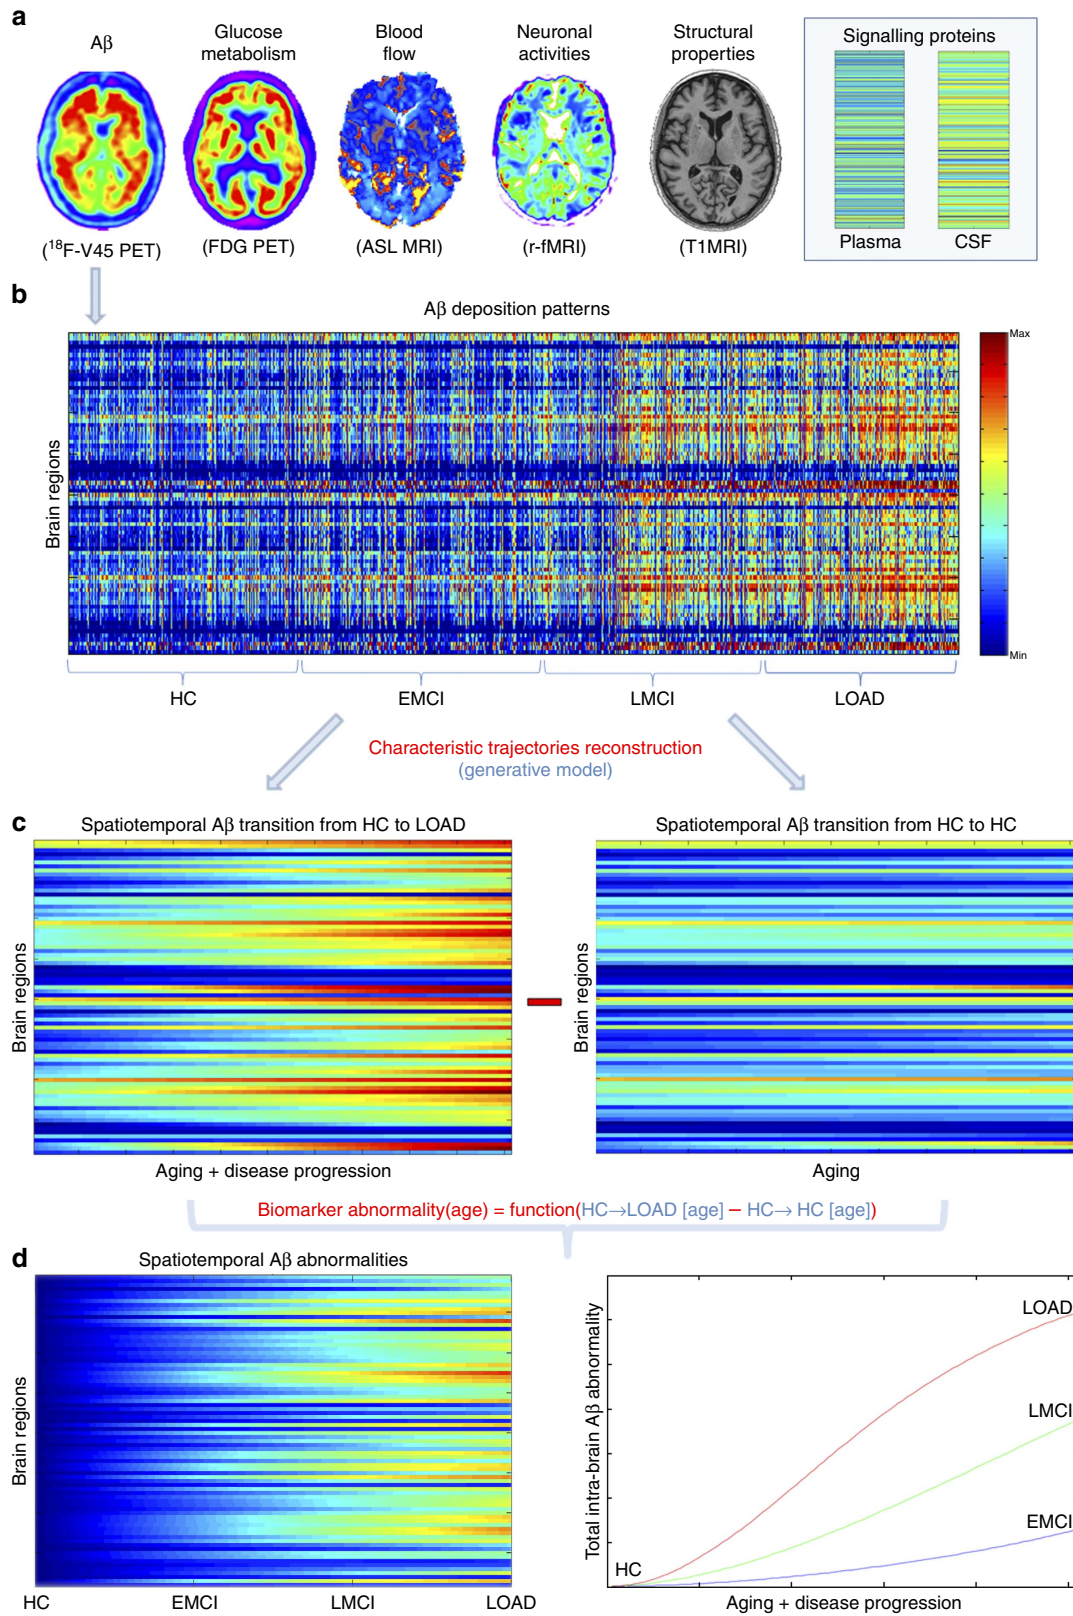 a
Aβ
Glucose
metabolism
Blood
flow
Neuronal
activities
Structural
properties
Signalling proteins
(¹⁸F-V45 PET)
(FDG PET)
(ASL MRI)
(r-fMRI)
(T1MRI)
Plasma
CSF
b
Aβ deposition patterns
Brain regions
Max
Min
HC
EMCI
LMCI
LOAD
Characteristic trajectories reconstruction
(generative model)
c
Spatiotemporal Aβ transition from HC to LOAD
Spatiotemporal Aβ transition from HC to HC
Brain regions
Brain regions
Aging + disease progression
Aging
Biomarker abnormality(age) = function(HC→LOAD [age] − HC→ HC [age])
d
Spatiotemporal Aβ abnormalities
Brain regions
HC
EMCI
LMCI
LOAD
Total intra-brain Aβ abnormality
LOAD
LMCI
EMCI
HC
Aging + disease progression